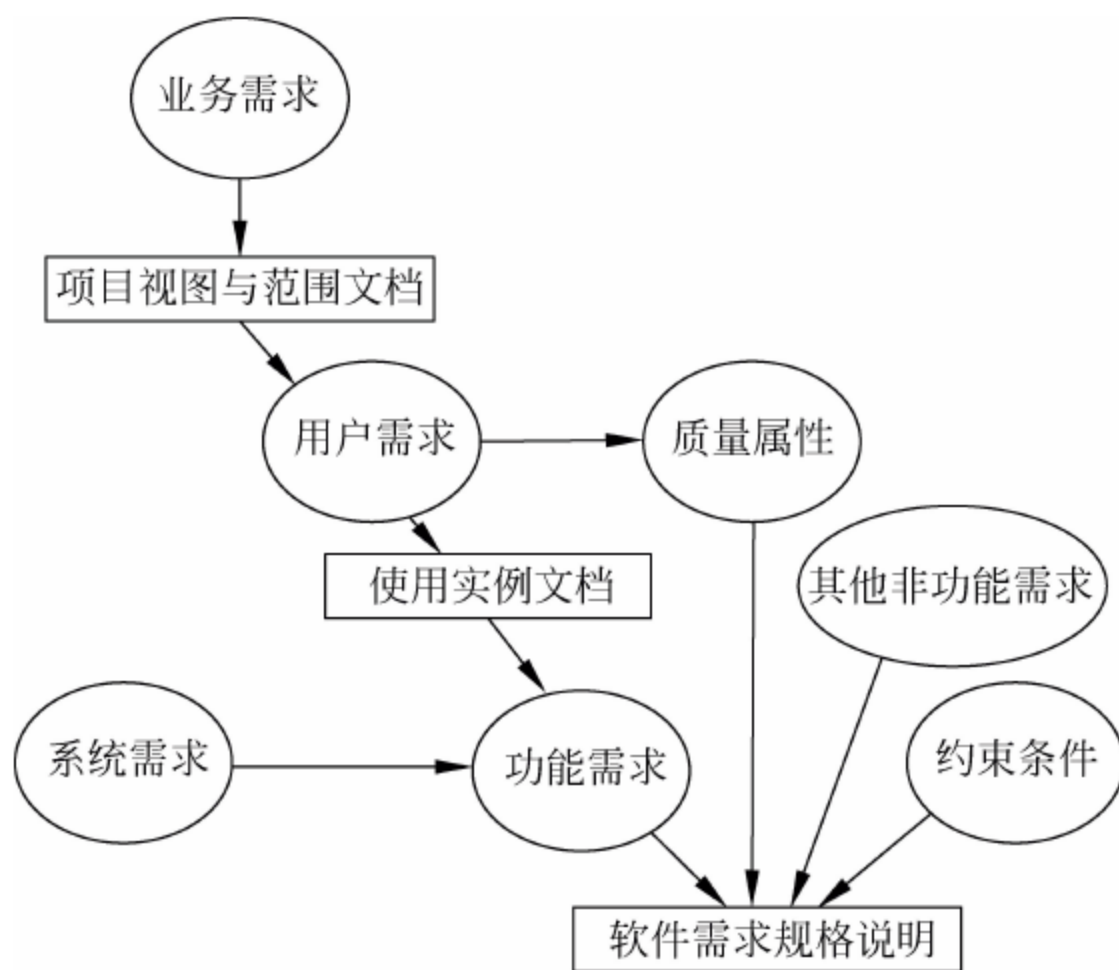 业务需求
项目视图与范围文档
用户需求
质量属性
使用实例文档
其他非功能需求
系统需求
功能需求
约束条件
软件需求规格说明